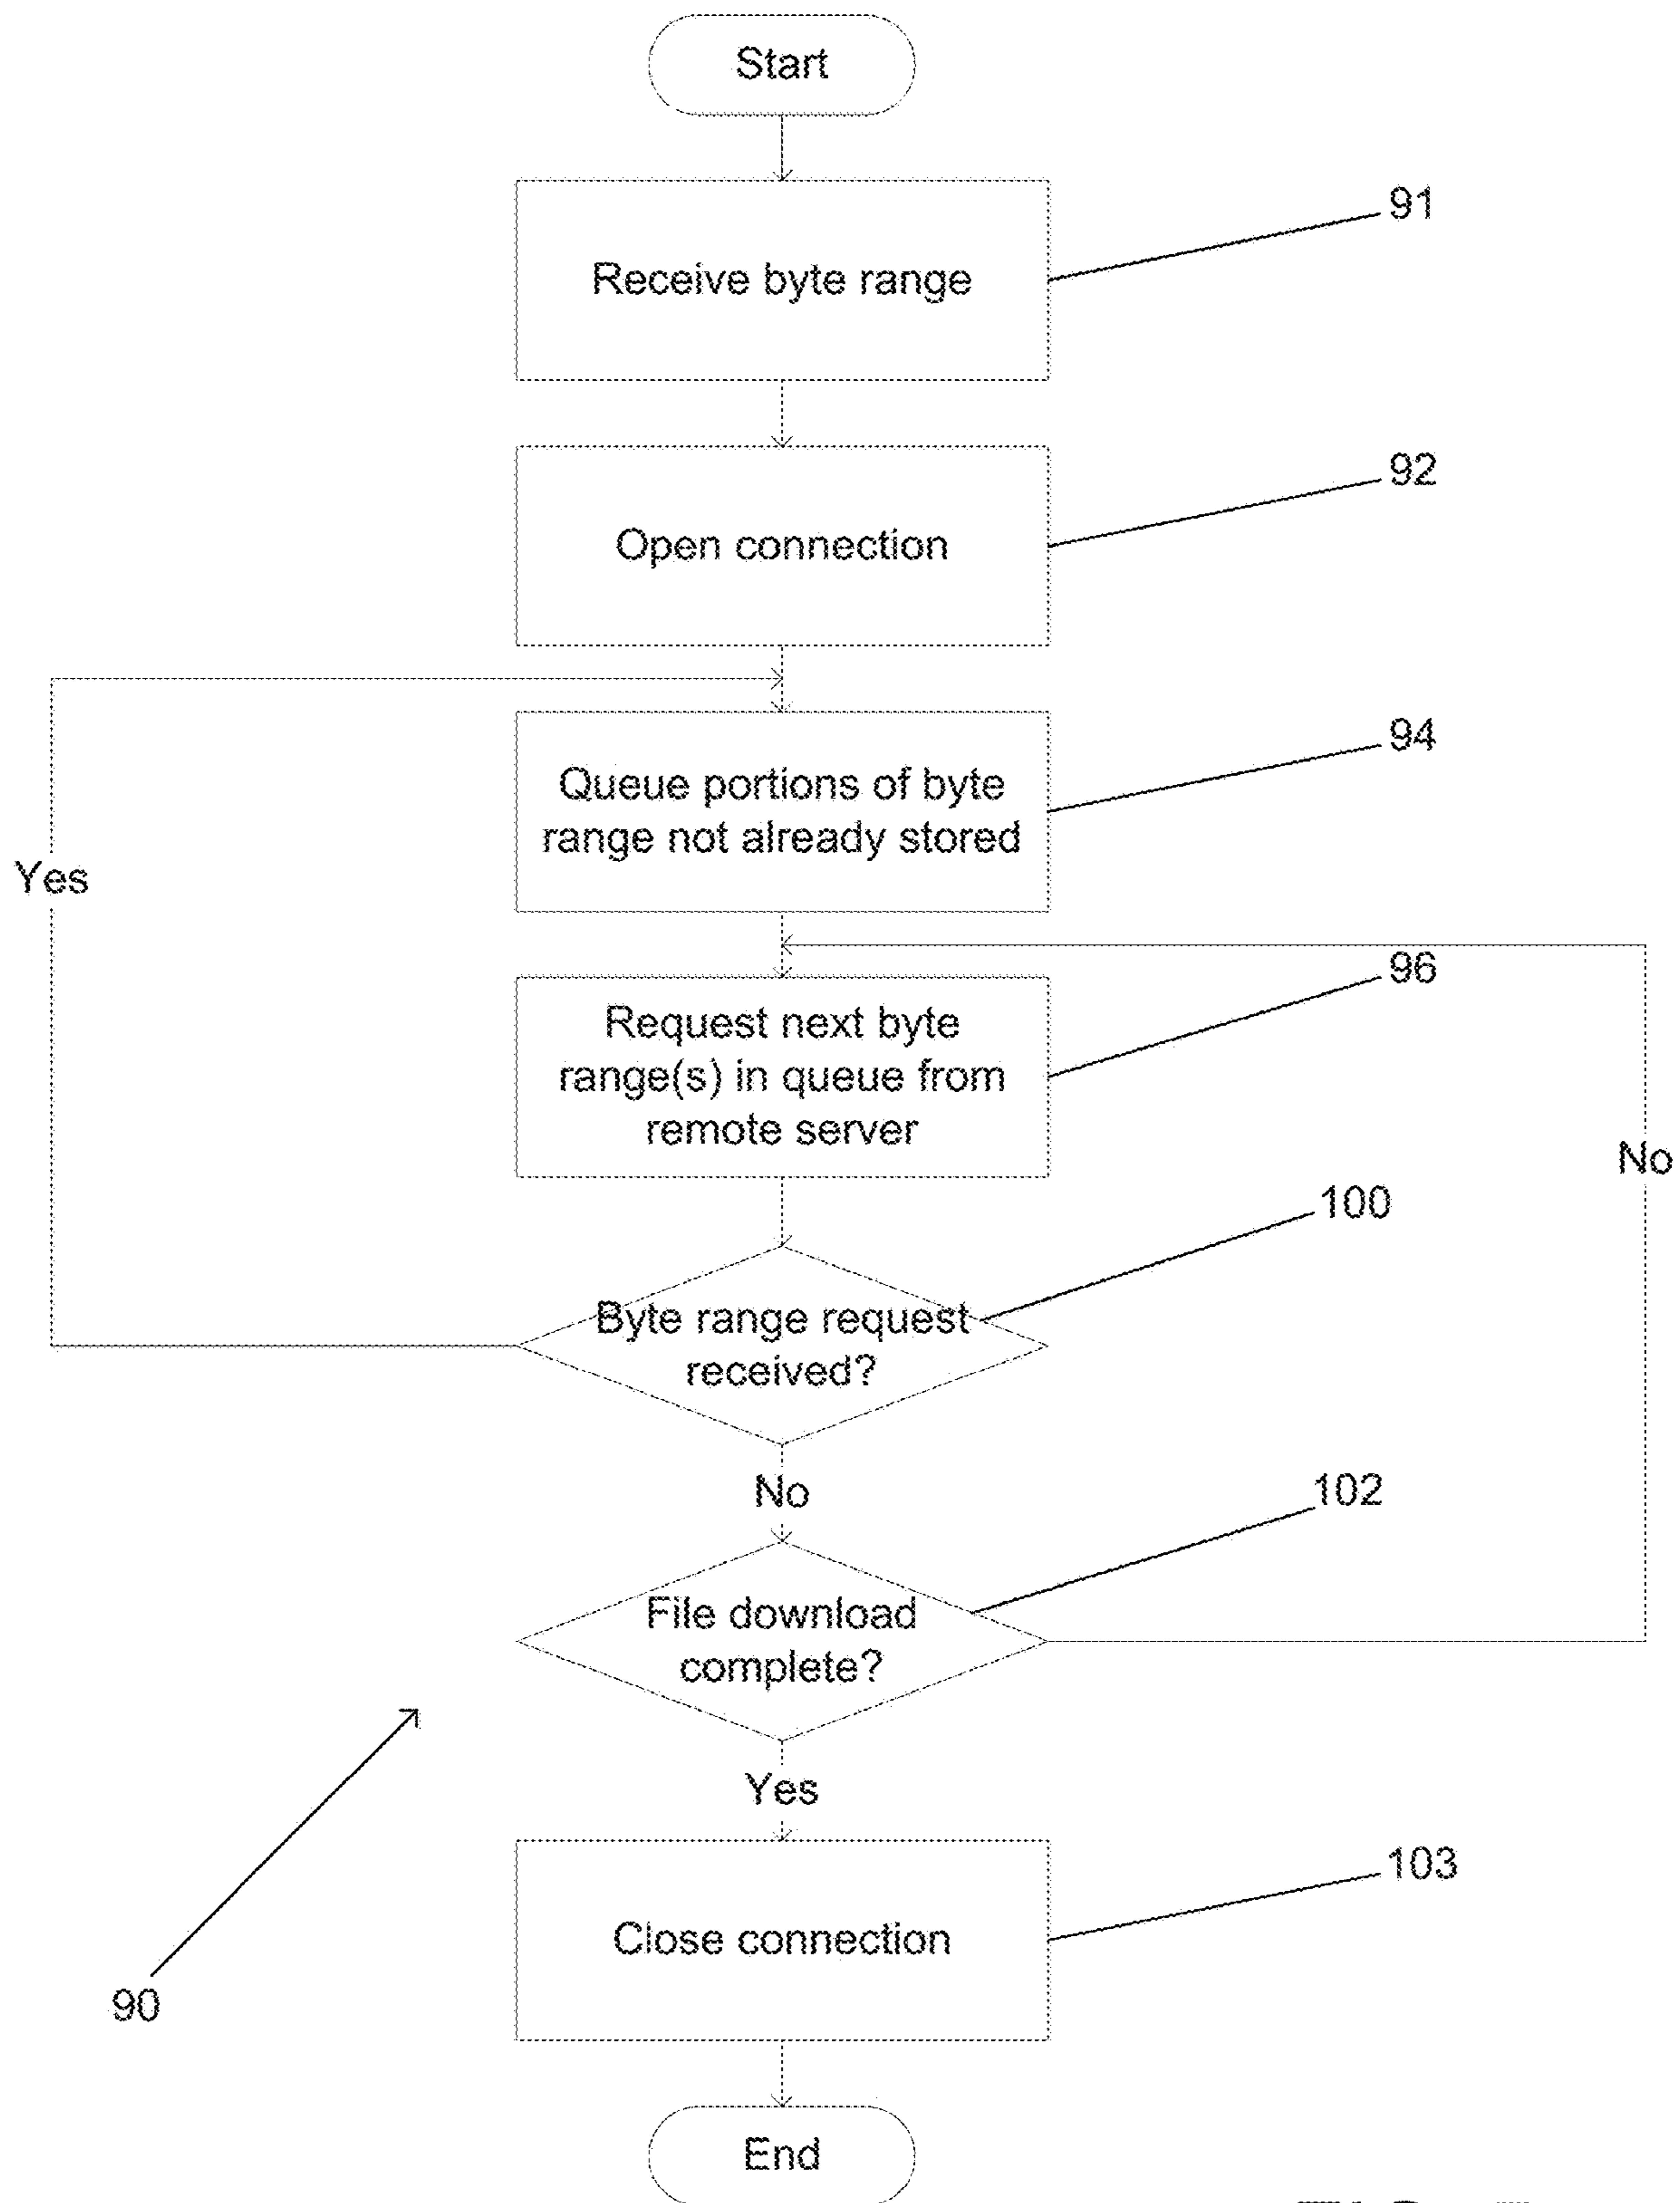 Start
Receive byte range
91
Open connection
92
Queue portions of byte
range not already stored
94
Yes
Request next byte
range(s) in queue from
remote server
96
No
Byte range request
received?
100
No
File download
complete?
102
Yes
Close connection
103
90
End